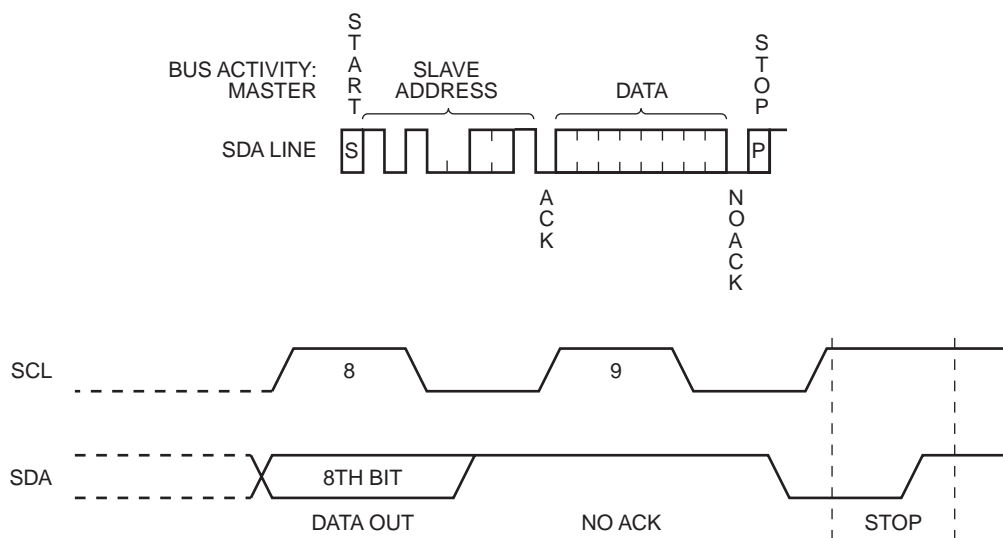 START
BUS ACTIVITY:
MASTER
SLAVE
ADDRESS
DATA
STOP
SDA LINE
S
P
ACK
NOACK
SCL
8
9
SDA
8TH BIT
DATA OUT
NO ACK
STOP